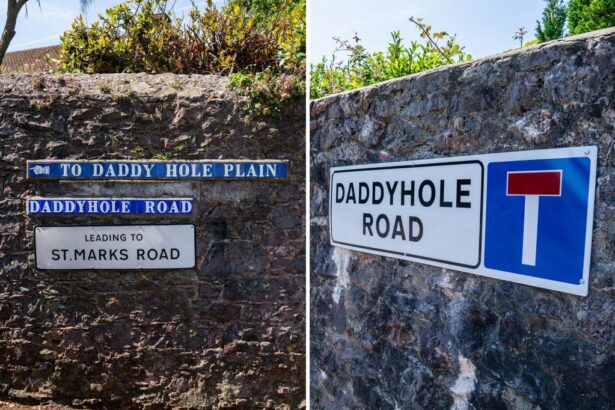 TO DADDY HOLE PLAIN
DADDYHOLE ROAD
LEADING TO
ST. MARKS ROAD
DADDYHOLE
ROAD